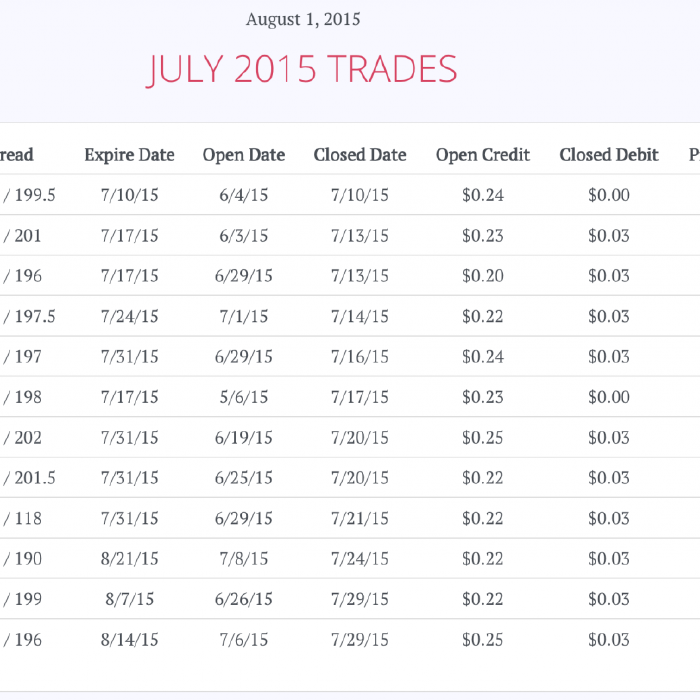 August 1, 2015
JULY 2015 TRADES
read Expire Date Open Date Closed Date Open Credit Closed Debit P
/ 199.5 7/10/15 6/4/15 7/10/15 $0.24 $0.00
/ 201 7/17/15 6/3/15 7/13/15 $0.23 $0.03
/ 196 7/17/15 6/29/15 7/13/15 $0.20 $0.03
/ 197.5 7/24/15 7/1/15 7/14/15 $0.22 $0.03
/ 197 7/31/15 6/29/15 7/16/15 $0.24 $0.03
/ 198 7/17/15 5/6/15 7/17/15 $0.23 $0.00
/ 202 7/31/15 6/19/15 7/20/15 $0.25 $0.03
/ 201.5 7/31/15 6/25/15 7/20/15 $0.22 $0.03
/ 118 7/31/15 6/29/15 7/21/15 $0.22 $0.03
/ 190 8/21/15 7/8/15 7/24/15 $0.22 $0.03
/ 199 8/7/15 6/26/15 7/29/15 $0.22 $0.03
/ 196 8/14/15 7/6/15 7/29/15 $0.25 $0.03